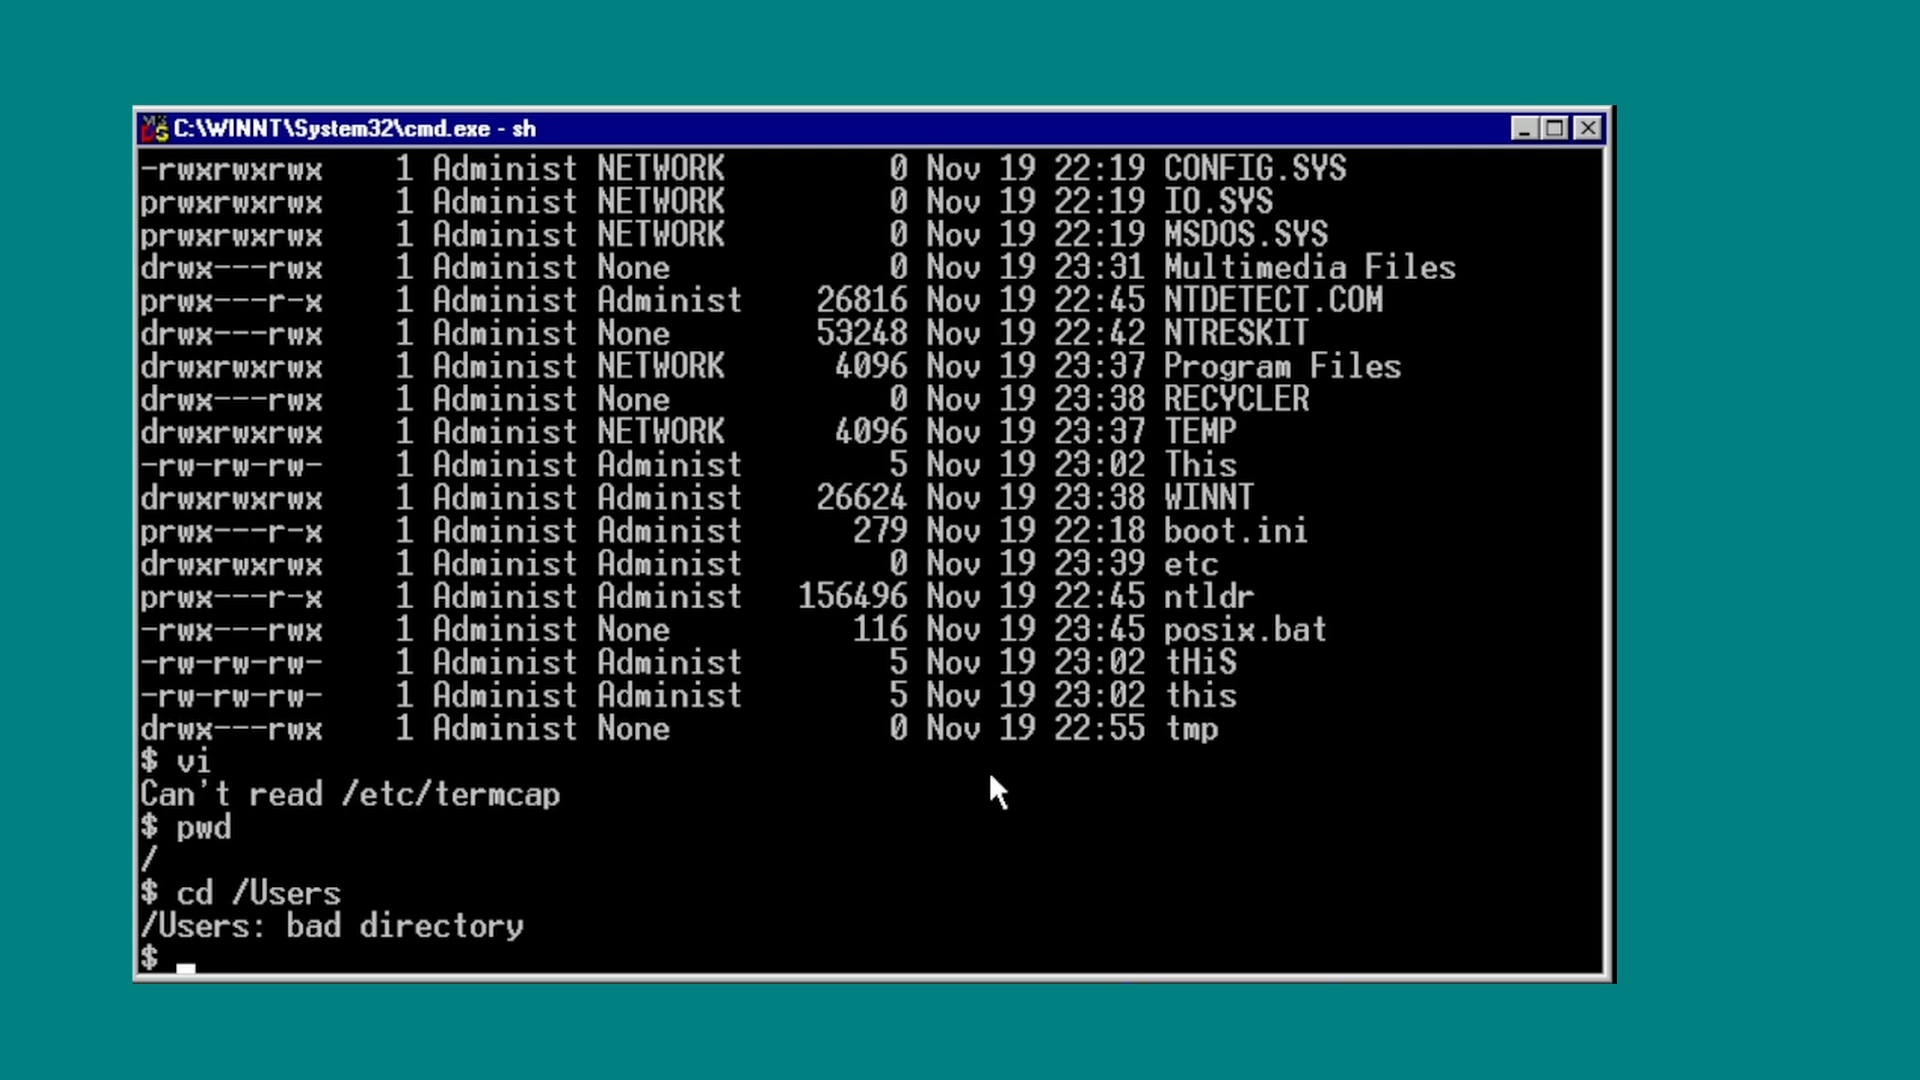 C:\WINNT\System32\cmd.exe - sh
-rwxrwxrwx    1 Administ NETWORK         0 Nov 19 22:19 CONFIG.SYS
prwxrwxrwx    1 Administ NETWORK         0 Nov 19 22:19 IO.SYS
prwxrwxrwx    1 Administ NETWORK         0 Nov 19 22:19 MSDOS.SYS
drwx---rwx    1 Administ None            0 Nov 19 23:31 Multimedia Files
prwx---r-x    1 Administ Administ    26816 Nov 19 22:45 NTDETECT.COM
drwx---rwx    1 Administ None        53248 Nov 19 22:42 NTRESKIT
drwxrwxrwx    1 Administ NETWORK      4096 Nov 19 23:37 Program Files
drwx---rwx    1 Administ None            0 Nov 19 23:38 RECYCLER
drwxrwxrwx    1 Administ NETWORK      4096 Nov 19 23:37 TEMP
-rw-rw-rw-    1 Administ Administ        5 Nov 19 23:02 This
drwxrwxrwx    1 Administ Administ    26624 Nov 19 23:38 WINNT
prwx---r-x    1 Administ Administ      279 Nov 19 22:18 boot.ini
drwxrwxrwx    1 Administ Administ        0 Nov 19 23:39 etc
prwx---r-x    1 Administ Administ   156496 Nov 19 22:45 ntldr
-rwx---rwx    1 Administ None          116 Nov 19 23:45 posix.bat
-rw-rw-rw-    1 Administ Administ        5 Nov 19 23:02 tHiS
-rw-rw-rw-    1 Administ Administ        5 Nov 19 23:02 this
drwx---rwx    1 Administ None            0 Nov 19 22:55 tmp
$ vi
Can't read /etc/termcap
$ pwd
/
$ cd /Users
/Users: bad directory
$